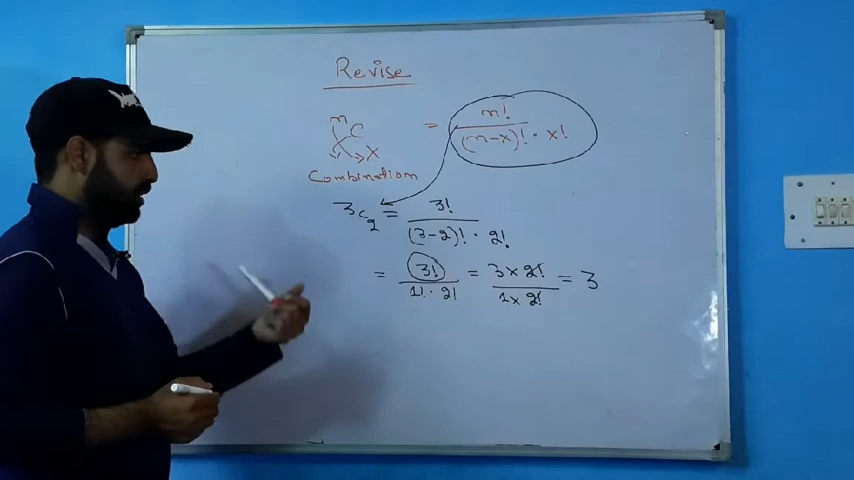 Revise
nCx = n!/(n-x)! · x!
Combination
3c2 = 3!/(3-2)! · 2!
= 3!/1! · 2! = 3 x 2!/1 x 2! = 3